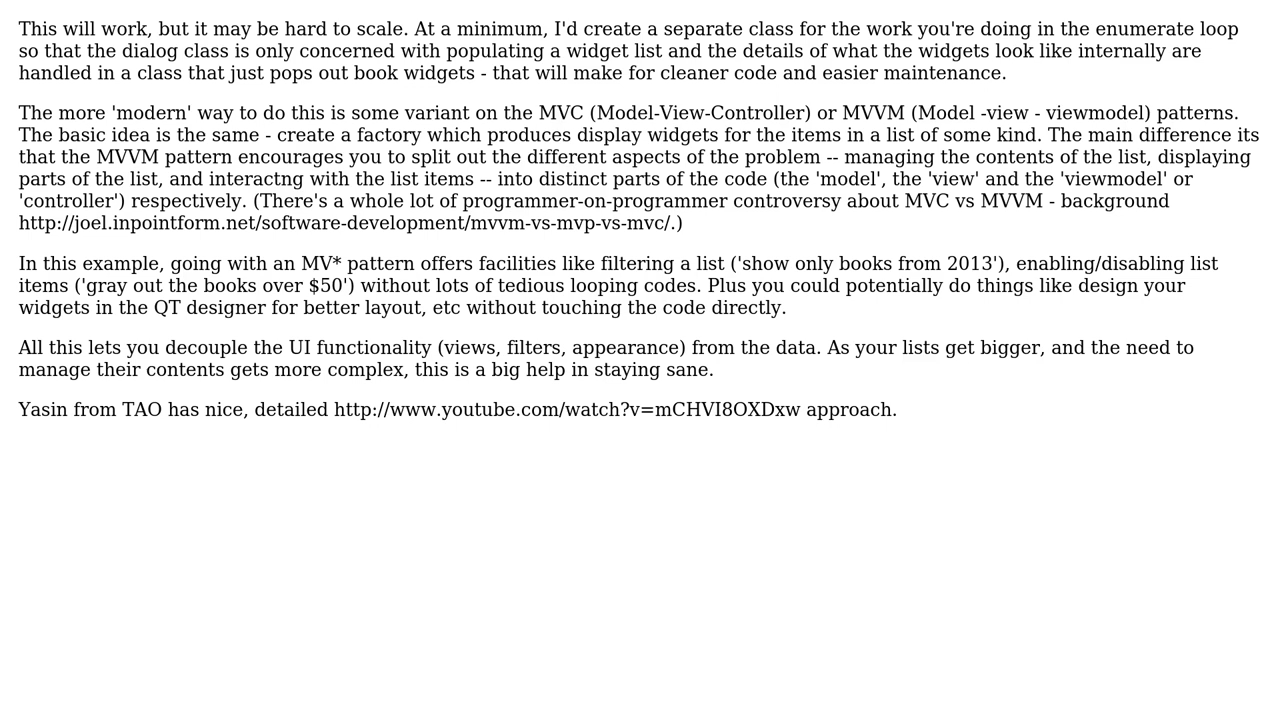 This will work, but it may be hard to scale. At a minimum, I'd create a separate class for the work you're doing in the enumerate loop
so that the dialog class is only concerned with populating a widget list and the details of what the widgets look like internally are
handled in a class that just pops out book widgets - that will make for cleaner code and easier maintenance.
The more 'modern' way to do this is some variant on the MVC (Model-View-Controller) or MVVM (Model -view - viewmodel) patterns.
The basic idea is the same - create a factory which produces display widgets for the items in a list of some kind. The main difference its
that the MVVM pattern encourages you to split out the different aspects of the problem -- managing the contents of the list, displaying
parts of the list, and interactng with the list items -- into distinct parts of the code (the 'model', the 'view' and the 'viewmodel' or
'controller') respectively. (There's a whole lot of programmer-on-programmer controversy about MVC vs MVVM - background
http://joel.inpointform.net/software-development/mvvm-vs-mvp-vs-mvc/.)
In this example, going with an MV* pattern offers facilities like filtering a list ('show only books from 2013'), enabling/disabling list
items ('gray out the books over $50') without lots of tedious looping codes. Plus you could potentially do things like design your
widgets in the QT designer for better layout, etc without touching the code directly.
All this lets you decouple the UI functionality (views, filters, appearance) from the data. As your lists get bigger, and the need to
manage their contents gets more complex, this is a big help in staying sane.
Yasin from TAO has nice, detailed http://www.youtube.com/watch?v=mCHVI8OXDxw approach.